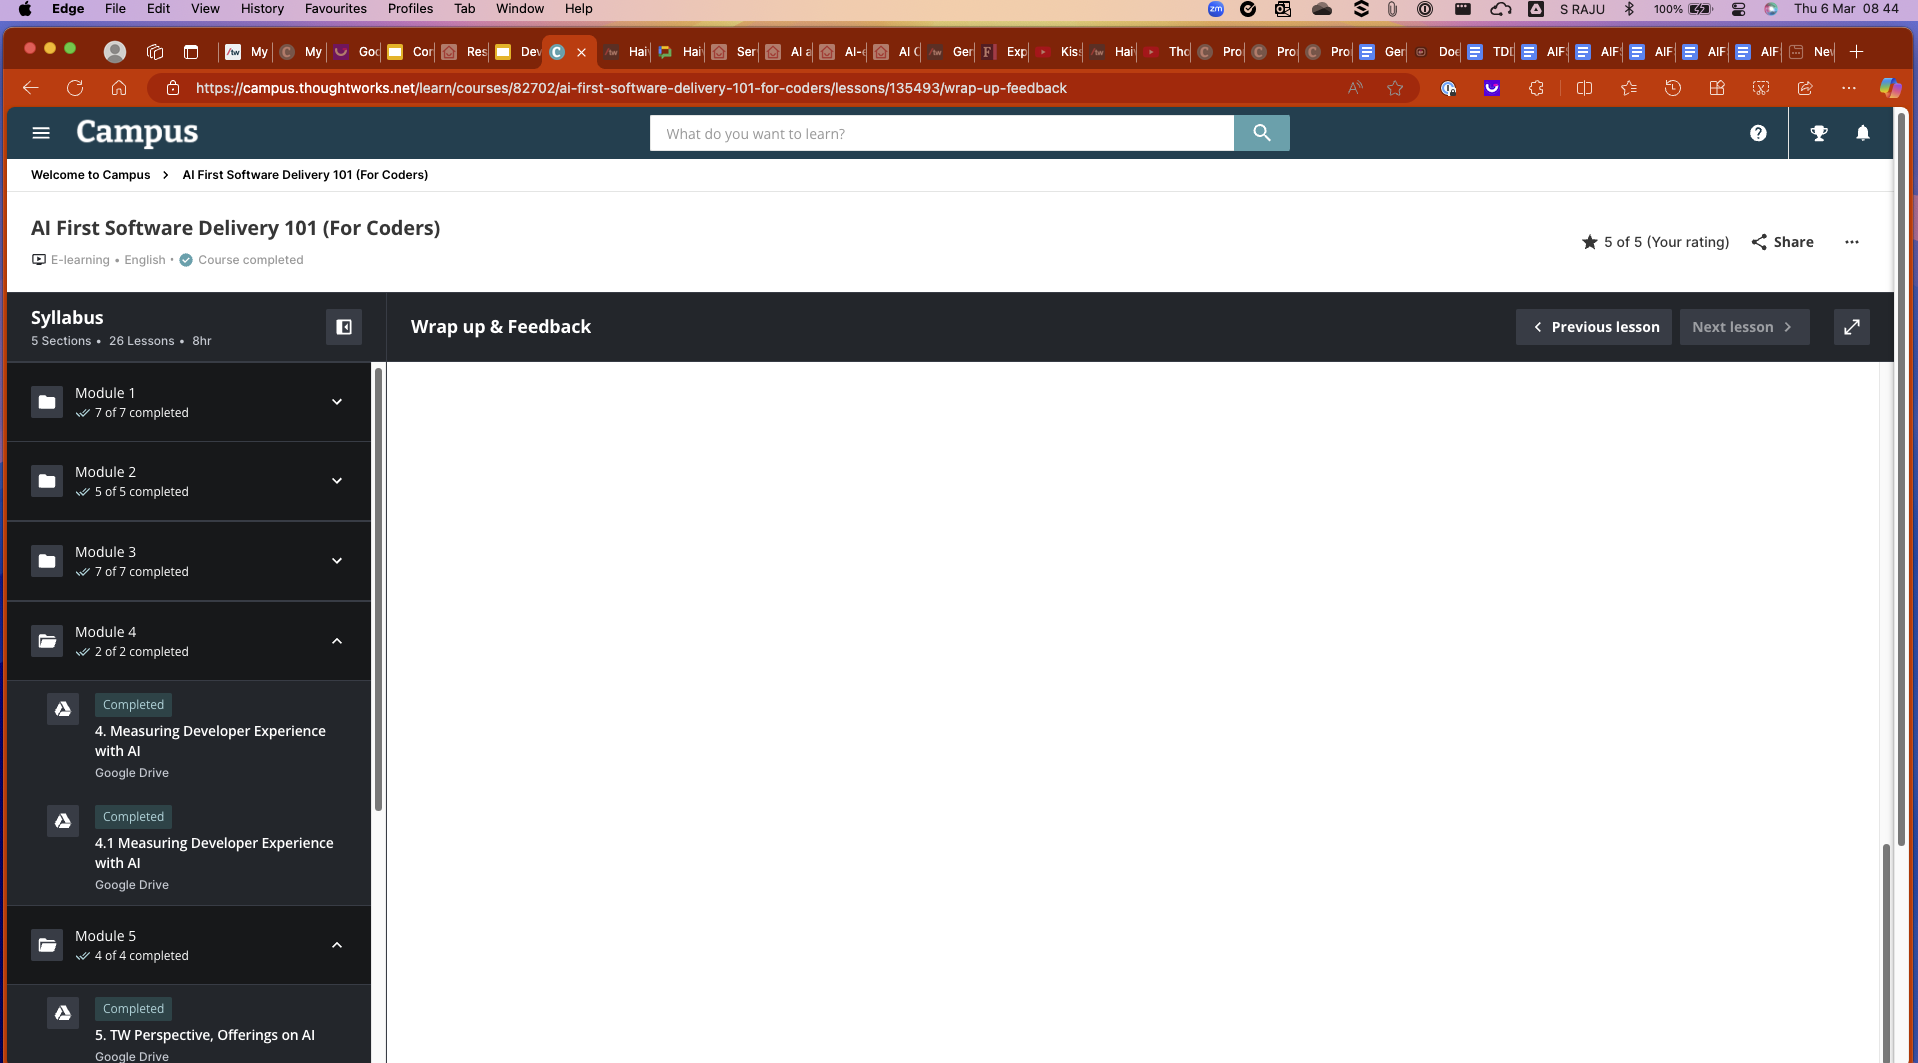 Edge File Edit View History Favourites Profiles Tab Window Help zm S RAJU 100% Thu 6 Mar 08 44
/tw My My Goo Cor Res Dev C Hai Hai Ser AI a AI-e AI C Ger Exp Kis Hai Tho Pro Pro Pro Ger Doe TDD AIF AIF AIF AIF AIF Nev
https://campus.thoughtworks.net/learn/courses/82702/ai-first-software-delivery-101-for-coders/lessons/135493/wrap-up-feedback
Campus
What do you want to learn?
Welcome to Campus > AI First Software Delivery 101 (For Coders)
AI First Software Delivery 101 (For Coders)
E-learning • English • Course completed
5 of 5 (Your rating) Share
Syllabus
5 Sections • 26 Lessons • 8hr
Wrap up & Feedback
Previous lesson
Next lesson
Module 1
7 of 7 completed
Module 2
5 of 5 completed
Module 3
7 of 7 completed
Module 4
2 of 2 completed
Completed
4. Measuring Developer Experience
with AI
Google Drive
Completed
4.1 Measuring Developer Experience
with AI
Google Drive
Module 5
4 of 4 completed
Completed
5. TW Perspective, Offerings on AI
Google Drive